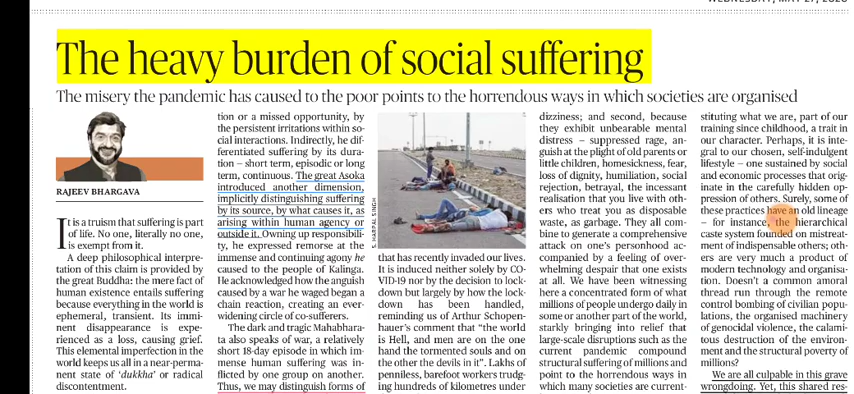 The heavy burden of social suffering
The misery the pandemic has caused to the poor points to the horrendous ways in which societies are organised
RAJEEV BHARGAVA
It is a truism that suffering is part
of life. No one, literally no one,
is exempt from it.
A deep philosophical interpre-
tation of this claim is provided by
the great Buddha: the mere fact of
human existence entails suffering
because everything in the world is
ephemeral, transient. Its immi-
nent disappearance is expe-
rienced as a loss, causing grief.
This elemental imperfection in the
world keeps us all in a near-perma-
nent state of 'dukkha' or radical
discontentment.
tion or a missed opportunity, by
the persistent irritations within so-
cial interactions. Indirectly, he dif-
ferentiated suffering by its dura-
tion – short term, episodic or long
term, continuous. The great Asoka
introduced another dimension,
implicitly distinguishing suffering
by its source, by what causes it, as
arising within human agency or
outside it. Owning up responsibili-
ty, he expressed remorse at the
immense and continuing agony he
caused to the people of Kalinga.
He acknowledged how the anguish
caused by a war he waged began a
chain reaction, creating an ever-
widening circle of co-sufferers.
The dark and tragic Mahabhara-
ta also speaks of war, a relatively
short 18-day episode in which im-
mense human suffering was in-
flicted by one group on another.
Thus, we may distinguish forms of
S. HARPAL SINGH
that has recently invaded our lives.
It is induced neither solely by CO-
VID-19 nor by the decision to lock-
down but largely by how the lock-
down has been handled,
reminding us of Arthur Schopen-
hauer's comment that "the world
is Hell, and men are on the one
hand the tormented souls and on
the other the devils in it". Lakhs of
penniless, barefoot workers trudg-
ing hundreds of kilometres under
dizziness; and second, because
they exhibit unbearable mental
distress – suppressed rage, an-
guish at the plight of old parents or
little children, homesickness, fear,
loss of dignity, humiliation, social
rejection, betrayal, the incessant
realisation that you live with oth-
ers who treat you as disposable
waste, as garbage. They all com-
bine to generate a comprehensive
attack on one's personhood ac-
companied by a feeling of over-
whelming despair that one exists
at all. We have been witnessing
here a concentrated form of what
millions of people undergo daily in
some or another part of the world,
starkly bringing into relief that
large-scale disruptions such as the
current pandemic compound
structural suffering of millions and
point to the horrendous ways in
which many societies are current-
stituting what we are, part of our
training since childhood, a trait in
our character. Perhaps, it is inte-
gral to our chosen, self-indulgent
lifestyle – one sustained by social
and economic processes that orig-
inate in the carefully hidden op-
pression of others. Surely, some of
these practices have an old lineage
– for instance, the hierarchical
caste system founded on mistreat-
ment of indispensable others; oth-
ers are very much a product of
modern technology and organisa-
tion. Doesn't a common amoral
thread run through the remote
control bombing of civilian popu-
lations, the organised machinery
of genocidal violence, the calami-
tous destruction of the environ-
ment and the structural poverty of
millions?
We are all culpable in this grave
wrongdoing. Yet, this shared res-